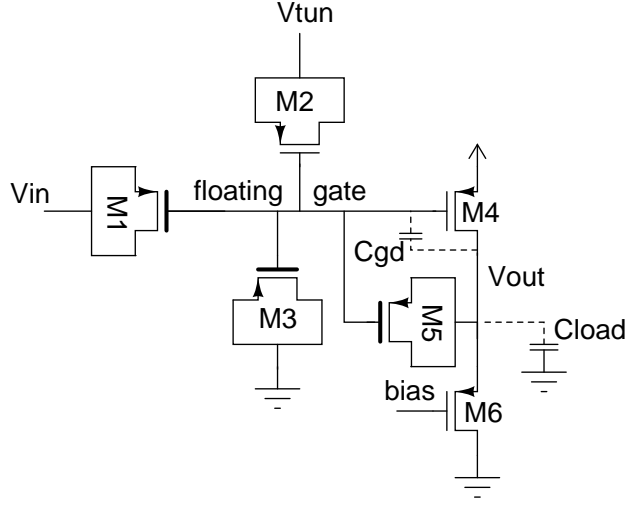 Vtun
M2
Vin
M1
floating gate
M4
Cgd
Vout
M3
M5
Cload
bias
M6